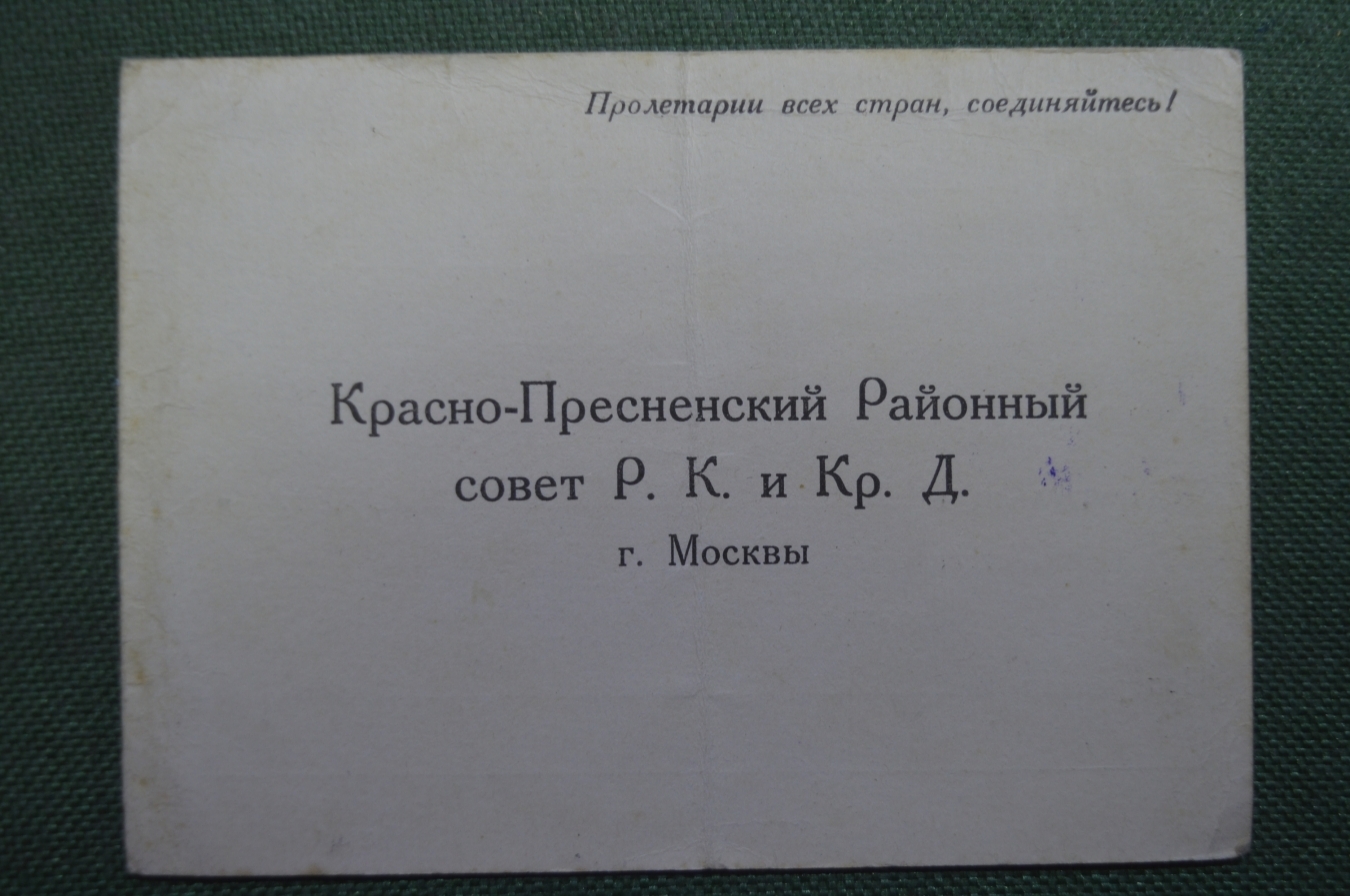 Пролетарии всех стран, соединяйтесь!
Красно-Пресненский Районный
совет Р. К. и Кр. Д.
г. Москвы